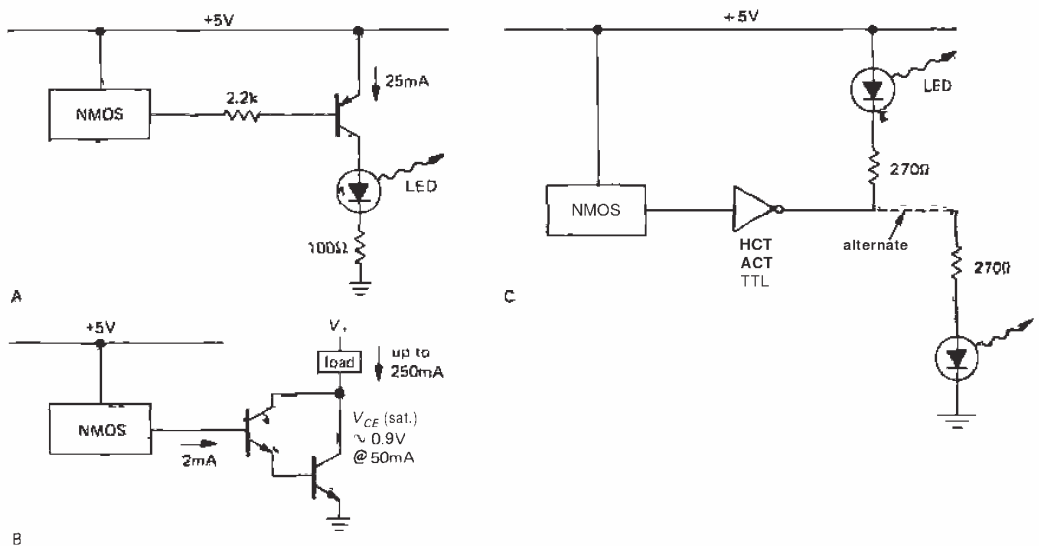 +5V
NMOS
2.2k
25mA
LED
100Ω
A
+5V
NMOS
2mA
V+
load
up to
250mA
VCE (sat.)
~ 0.9V
@ 50mA
B
+5V
LED
270Ω
NMOS
HCT
ACT
TTL
alternate
270Ω
C